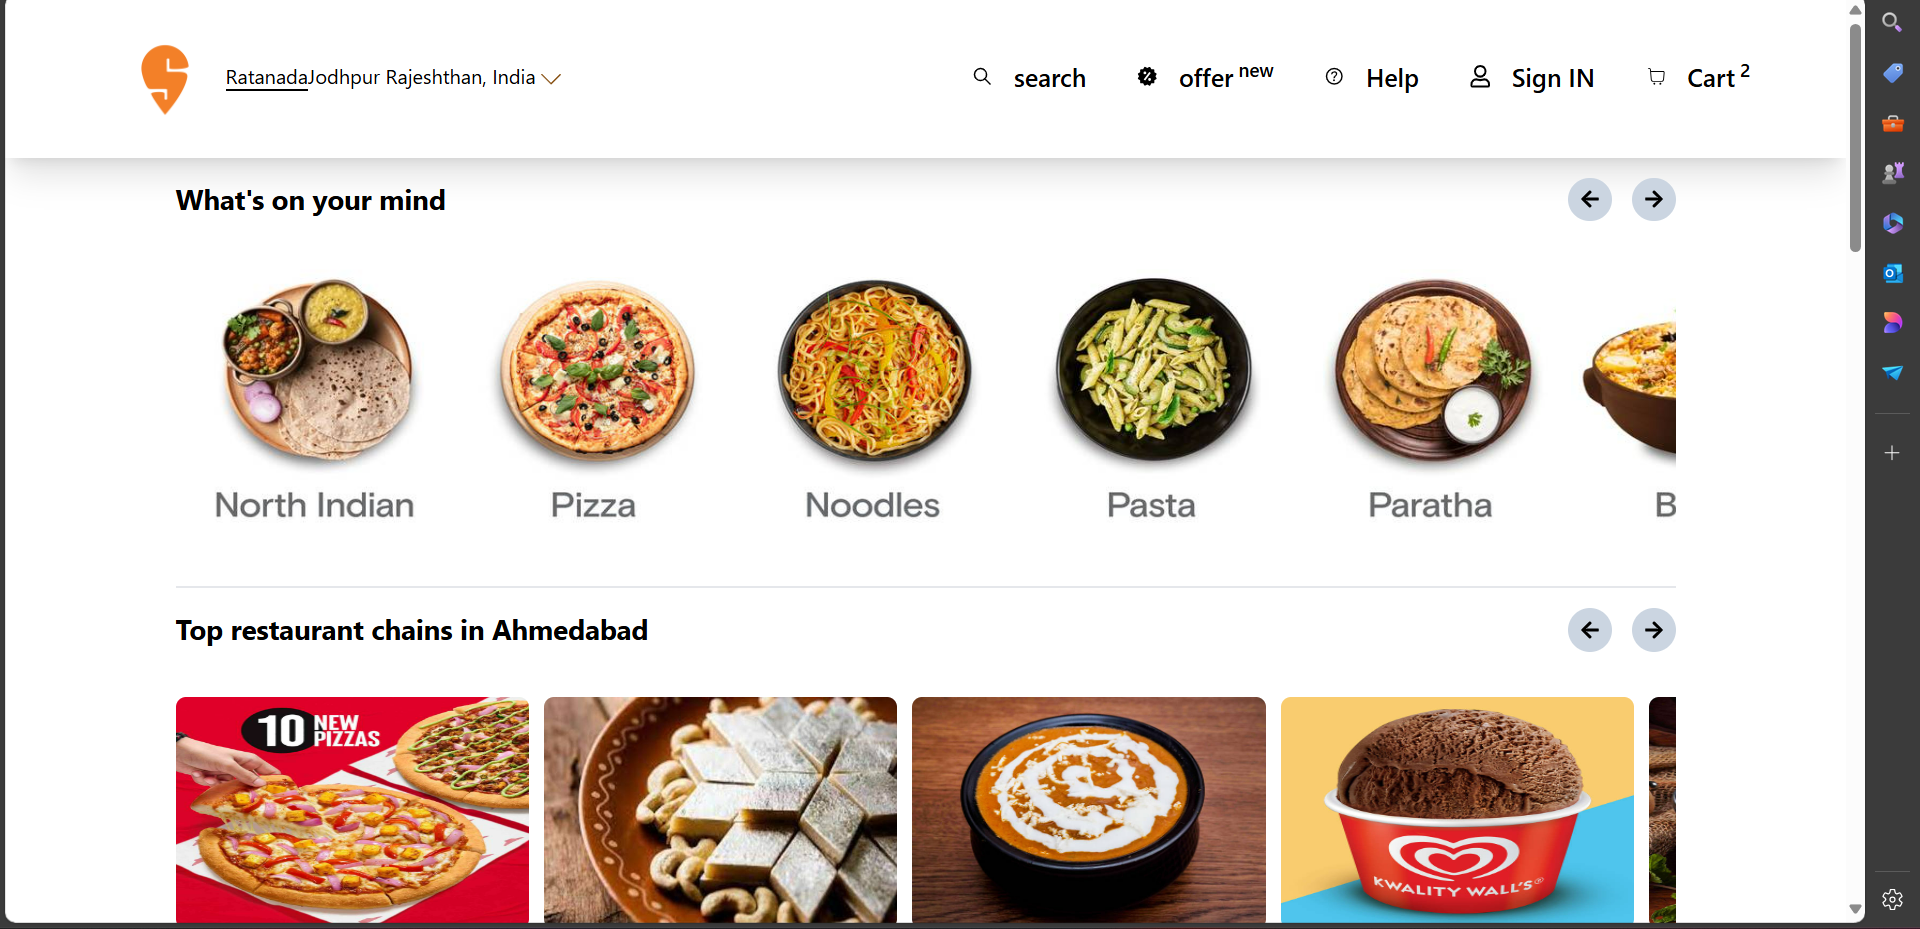 RatanadaJodhpur Rajeshthan, India
search
offer new
Help
Sign IN
Cart 2
What's on your mind
North Indian
Pizza
Noodles
Pasta
Paratha
B
Top restaurant chains in Ahmedabad
10 NEW
PIZZAS
KWALITY WALL'S®